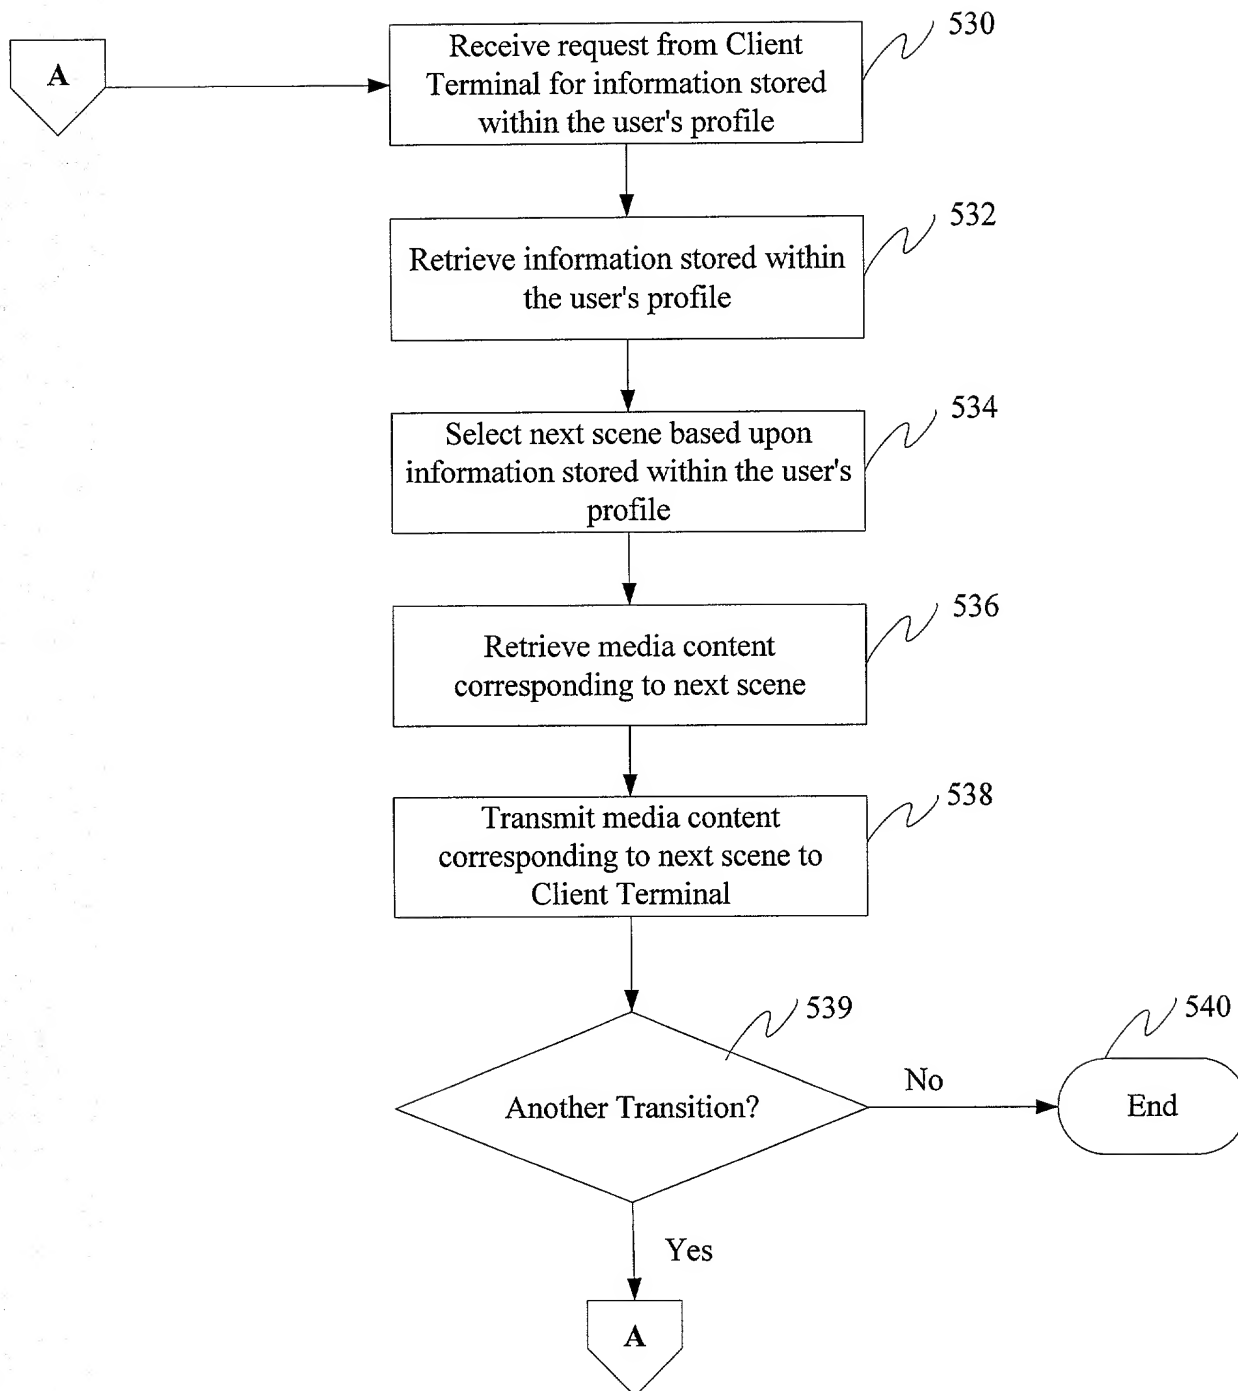 530
A
Receive request from Client
Terminal for information stored
within the user's profile
532
Retrieve information stored within
the user's profile
534
Select next scene based upon
information stored within the user's
profile
536
Retrieve media content
corresponding to next scene
538
Transmit media content
corresponding to next scene to
Client Terminal
539
540
Another Transition?
No
End
Yes
A